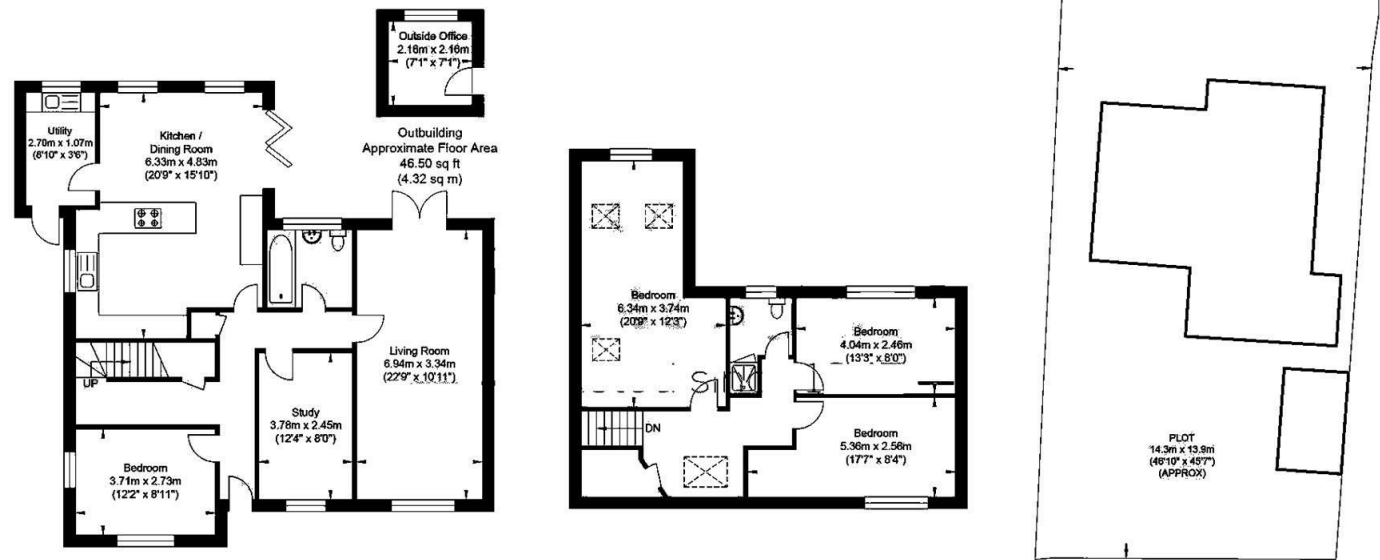 Outside Office
2.16m x 2.16m
(7'1" x 7'1")
Outbuilding
Approximate Floor Area
46.50 sq ft
(4.32 sq m)
Utility
2.70m x 1.07m
(8'10" x 3'6")
Kitchen /
Dining Room
6.33m x 4.83m
(20'9" x 15'10")
UP
Living Room
6.94m x 3.34m
(22'9" x 10'11")
Study
3.78m x 2.45m
(12'4" x 8'0")
Bedroom
3.71m x 2.73m
(12'2" x 8'11")
Bedroom
6.34m x 3.74m
(20'9" x 12'3")
Bedroom
4.04m x 2.46m
(13'3" x 8'0")
DN
Bedroom
5.36m x 2.56m
(17'7" x 8'4")
PLOT
14.3m x 13.9m
(46'10" x 45'7")
(APPROX)